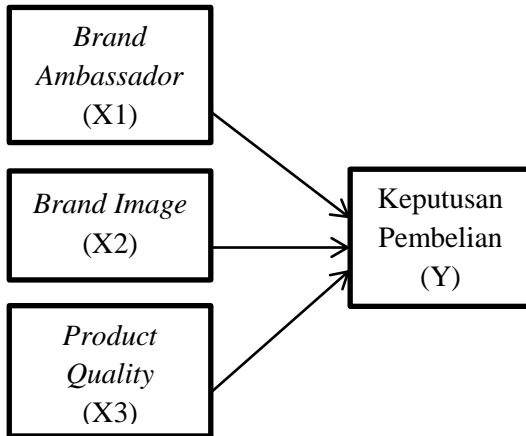 Brand
Ambassador
(X1)
Brand Image
(X2)
Keputusan
Pembelian
(Y)
Product
Quality
(X3)